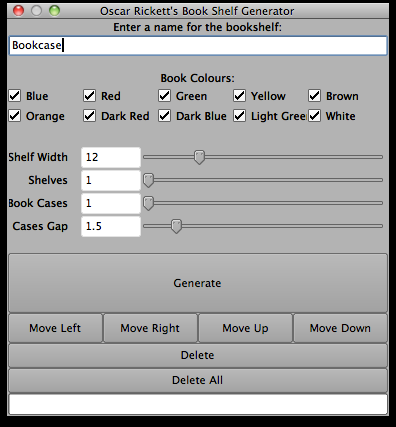 Oscar Rickett's Book Shelf Generator
Enter a name for the bookshelf:
Bookcase
Book Colours:
Blue Red Green Yellow Brown
Orange Dark Red Dark Blue Light Green White
Shelf Width 12
Shelves 1
Book Cases 1
Cases Gap 1.5
Generate
Move Left Move Right Move Up Move Down
Delete
Delete All